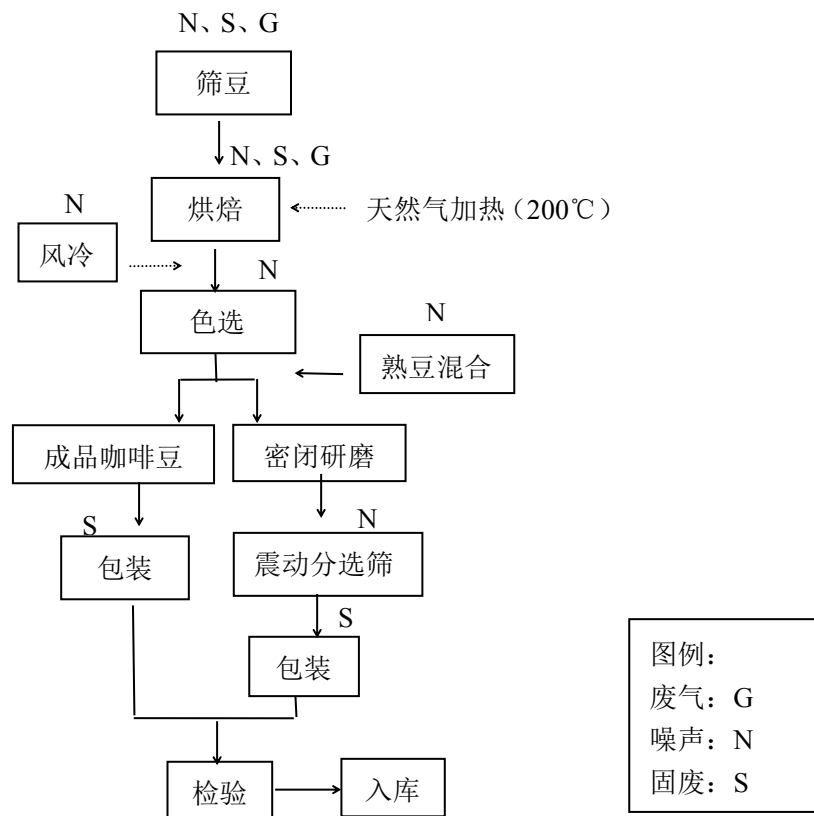 N、S、G
筛豆
N、S、G
烘焙
天然气加热（200℃）
N
风冷
N
色选
N
熟豆混合
成品咖啡豆
密闭研磨
S
包装
N
震动分选筛
S
包装
检验
入库
图例：
废气：G
噪声：N
固废：S